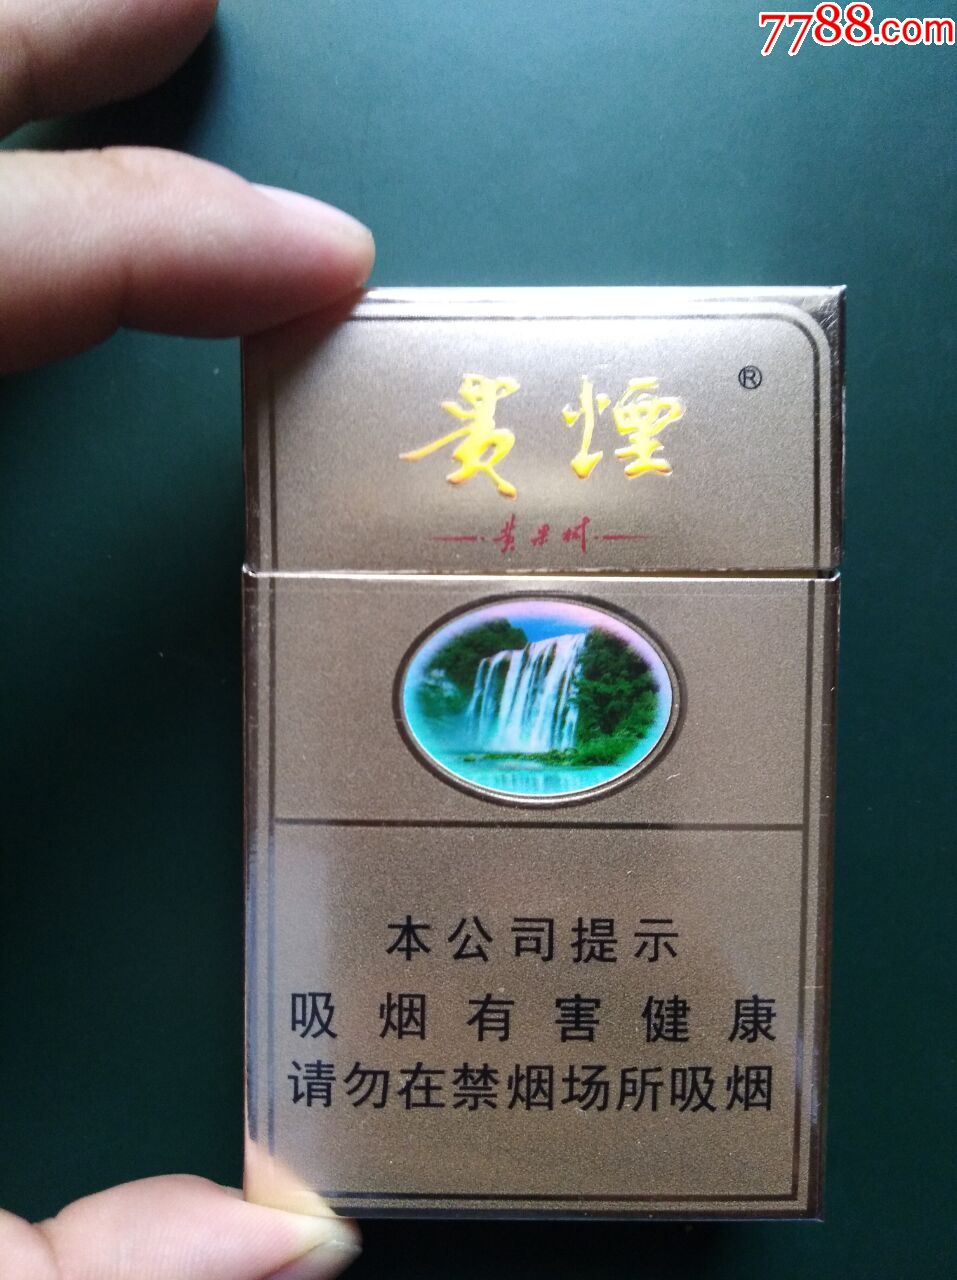 7788.com
贵煙®
·黄果树·
本公司提示
吸烟有害健康
请勿在禁烟场所吸烟